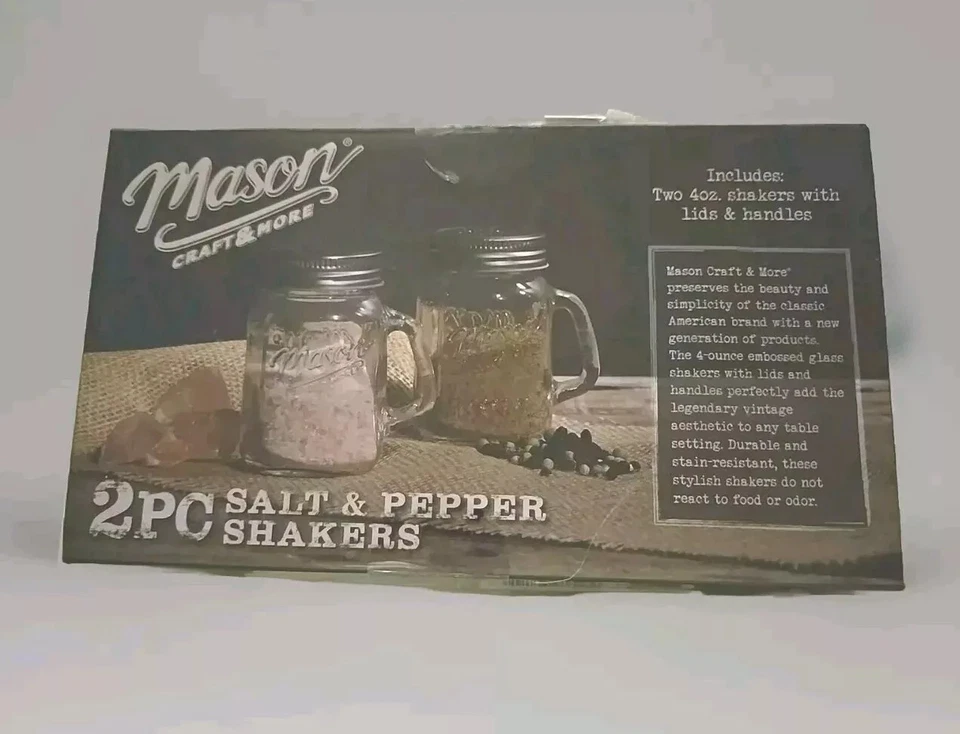 Mason®
CRAFT & MORE
Includes:
Two 4oz. shakers with
lids & handles
Mason Craft & More®
preserves the beauty and
simplicity of the classic
American brand with a new
generation of products.
The 4-ounce embossed glass
shakers with lids and
handles perfectly add the
legendary vintage
aesthetic to any table
setting. Durable and
stain-resistant, these
stylish shakers do not
react to food or odor.
Mason
2PC SALT & PEPPER
SHAKERS